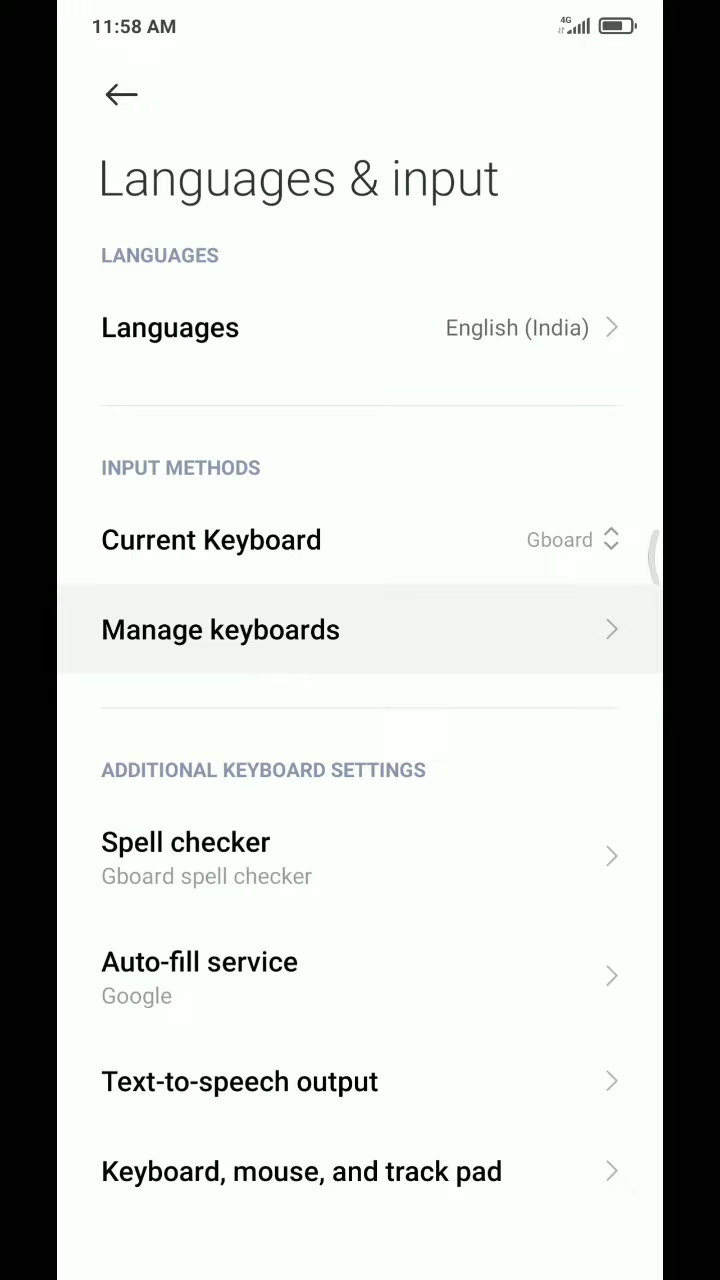 11:58 AM
4G
Languages & input
LANGUAGES
Languages
English (India)
INPUT METHODS
Current Keyboard
Gboard
Manage keyboards
ADDITIONAL KEYBOARD SETTINGS
Spell checker
Gboard spell checker
Auto-fill service
Google
Text-to-speech output
Keyboard, mouse, and track pad